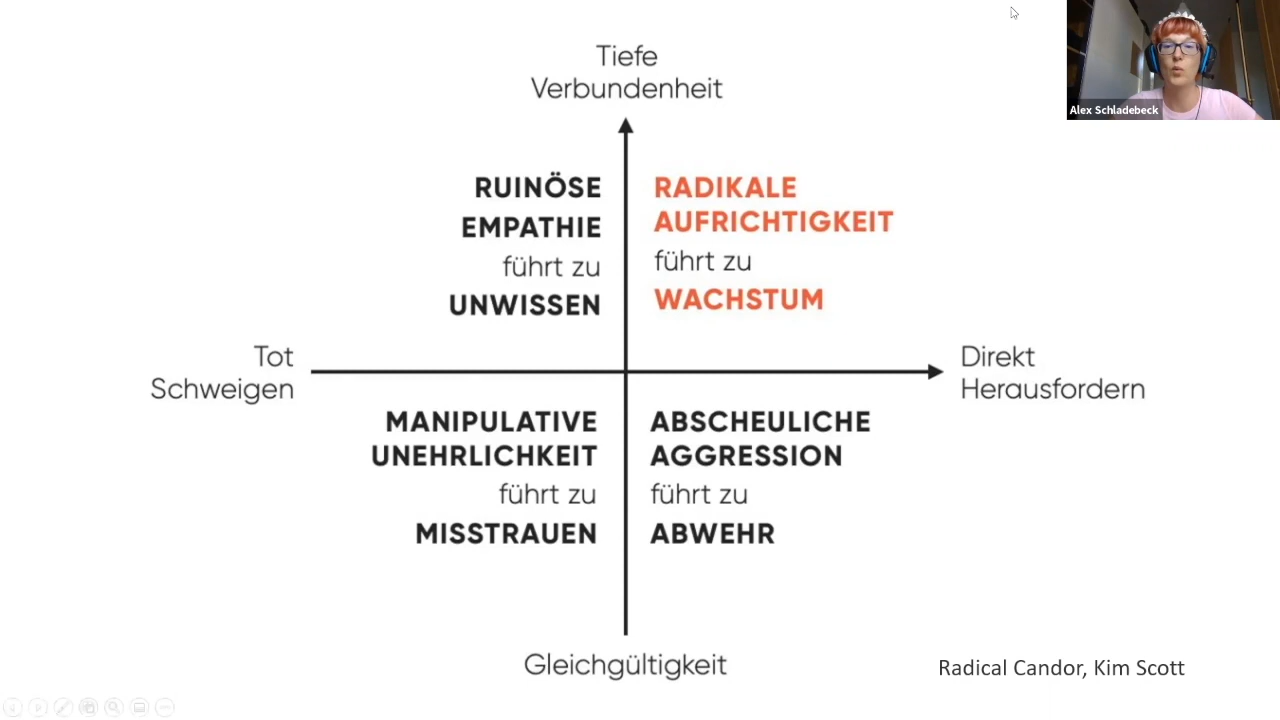 Tiefe
Verbundenheit
Alex Schladebeck
RUINÖSE
EMPATHIE
führt zu
UNWISSEN
RADIKALE
AUFRICHTIGKEIT
führt zu
WACHSTUM
Tot
Schweigen
Direkt
Herausfordern
MANIPULATIVE
UNEHRLICHKEIT
führt zu
MISSTRAUEN
ABSCHEULICHE
AGGRESSION
führt zu
ABWEHR
Gleichgültigkeit
Radical Candor, Kim Scott